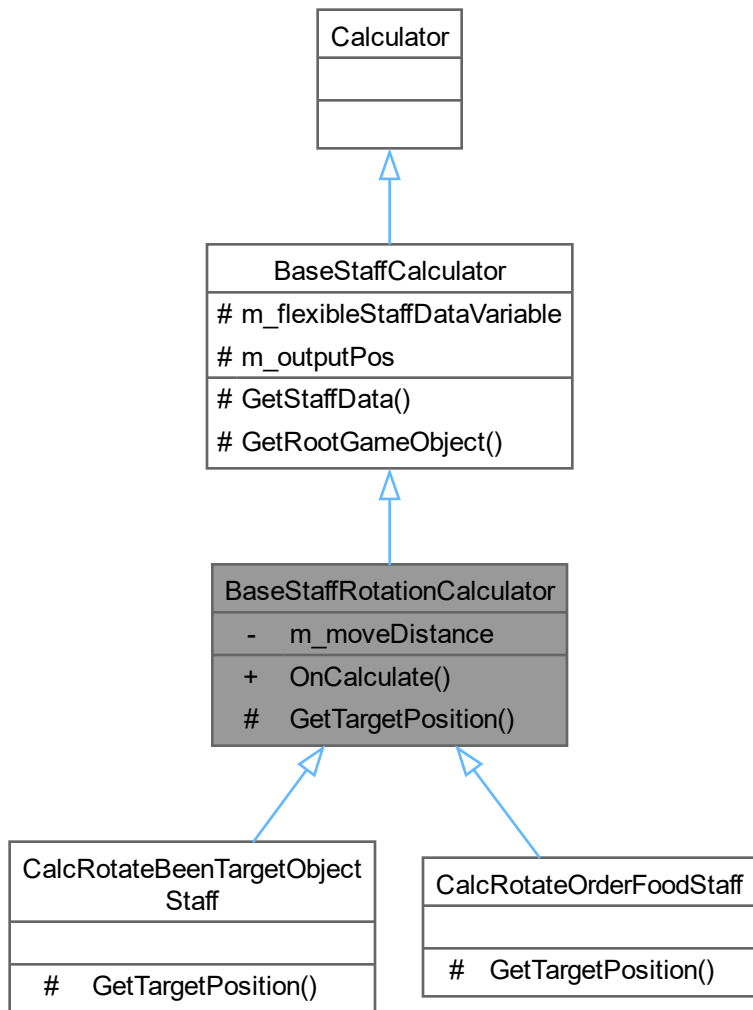 Calculator
BaseStaffCalculator
# m_flexibleStaffDataVariable
# m_outputPos
# GetStaffData()
# GetRootGameObject()
BaseStaffRotationCalculator
- m_moveDistance
+ OnCalculate()
# GetTargetPosition()
CalcRotateBeenTargetObject
Staff
# GetTargetPosition()
CalcRotateOrderFoodStaff
# GetTargetPosition()